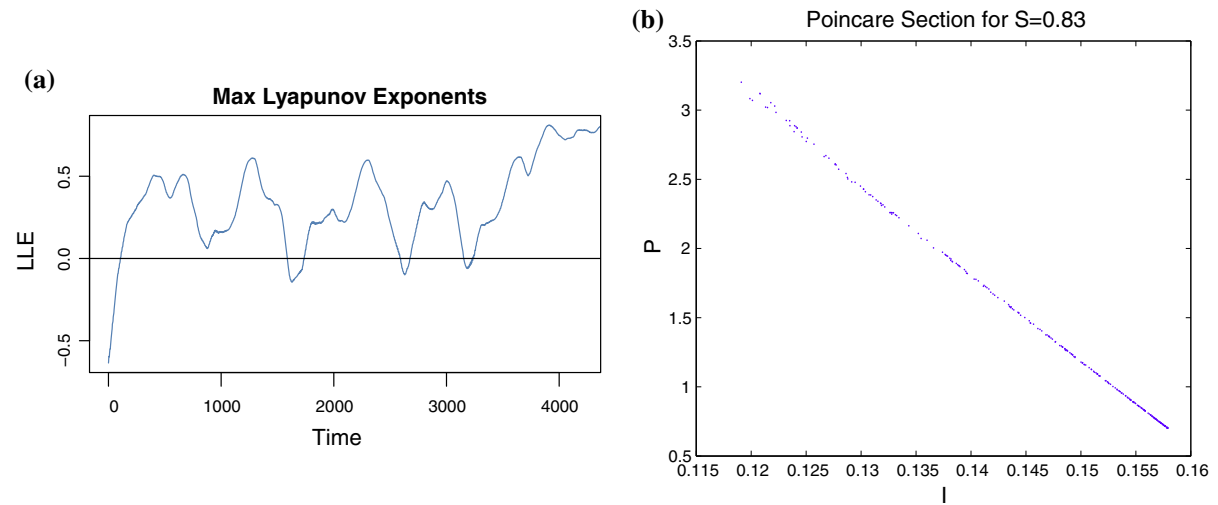 (a)
Max Lyapunov Exponents
LLE
0.5
0.0
−0.5
0 1000 2000 3000 4000
Time
(b)
Poincare Section for S=0.83
P
3.5
3
2.5
2
1.5
1
0.5
0.115 0.12 0.125 0.13 0.135 0.14 0.145 0.15 0.155 0.16
I